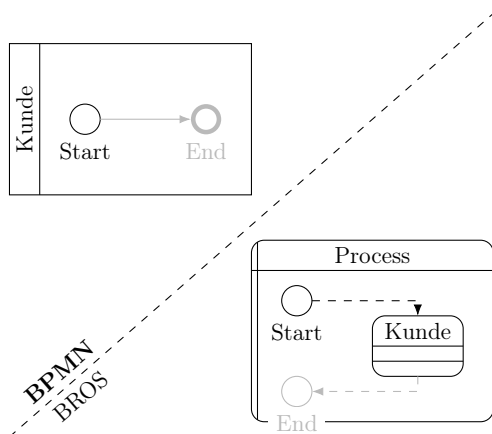 Kunde
Start
End
Process
Start
Kunde
End
BPMN
BROS